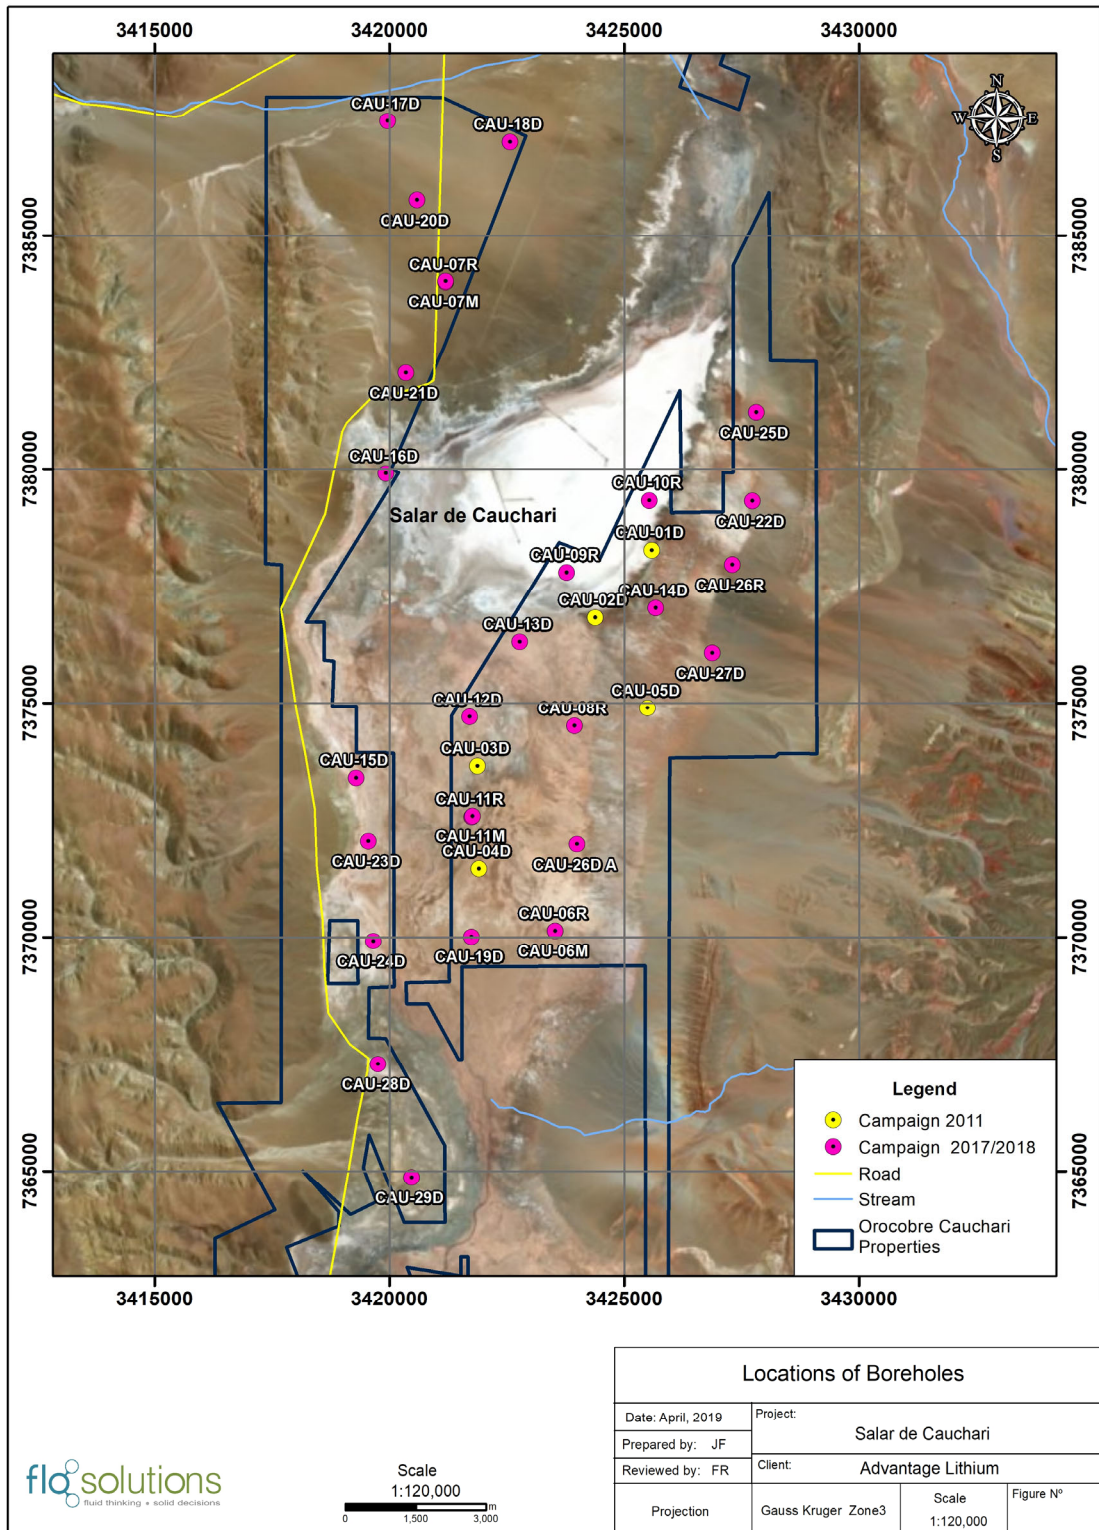 3415000 3420000 3425000 3430000
CAU-17D
CAU-18D
N
W E
S
CAU-20D
7385000 7385000
CAU-07R
CAU-07M
CAU-21D
CAU-25D
CAU-16D
7380000 7380000
CAU-10R
CAU-22D
Salar de Cauchari
CAU-01D
CAU-09R
CAU-26R
CAU-14D
CAU-02D
CAU-13D
CAU-27D
CAU-05D
7375000 7375000
CAU-12D
CAU-08R
CAU-03D
CAU-15D
CAU-11R
CAU-11M
CAU-04D
CAU-23D
CAU-26D A
CAU-06R
7370000 7370000
CAU-06M
CAU-24D
CAU-19D
CAU-28D
7365000 7365000
CAU-29D
Legend
Campaign 2011
Campaign 2017/2018
Road
Stream
Orocobre Cauchari
Properties
3415000 3420000 3425000 3430000
Locations of Boreholes
Date: April, 2019
Project:
Salar de Cauchari
Prepared by: JF
Reviewed by: FR
Client:
Advantage Lithium
Projection
Gauss Kruger Zone3
Scale
1:120,000
Figure Nº
flosolutions
fluid thinking • solid decisions
Scale
1:120,000
m
0 1,500 3,000